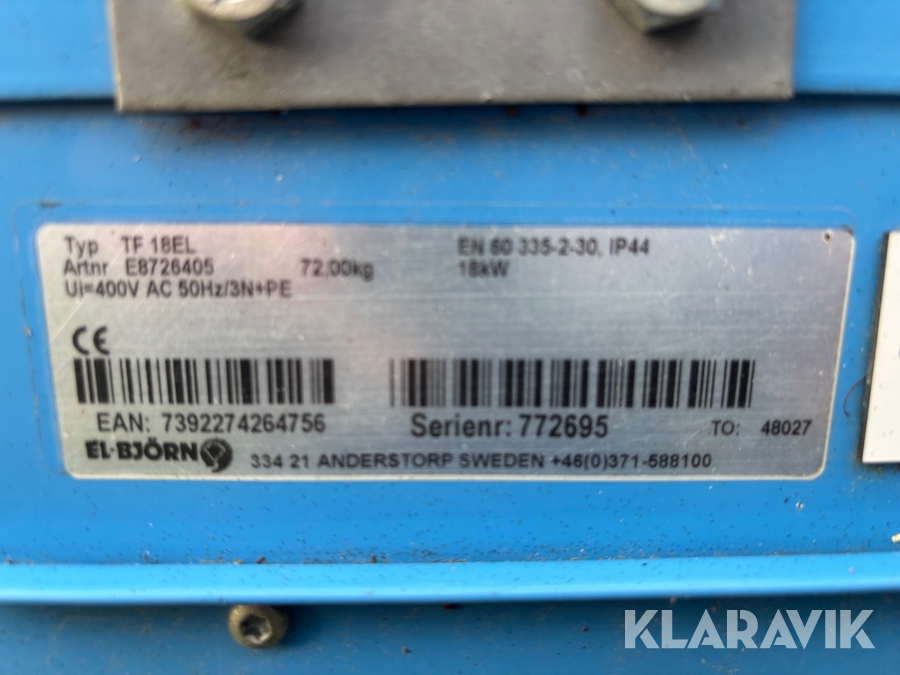 Typ TF 18EL EN 60 335-2-30, IP44
Artnr E8726405 72,00kg 18kW
Ui=400V AC 50Hz/3N+PE
CE
EAN: 7392274264756 Serienr: 772695 TO: 48027
EL-BJÖRN 334 21 ANDERSTORP SWEDEN +46(0)371-588100
KLARAVIK